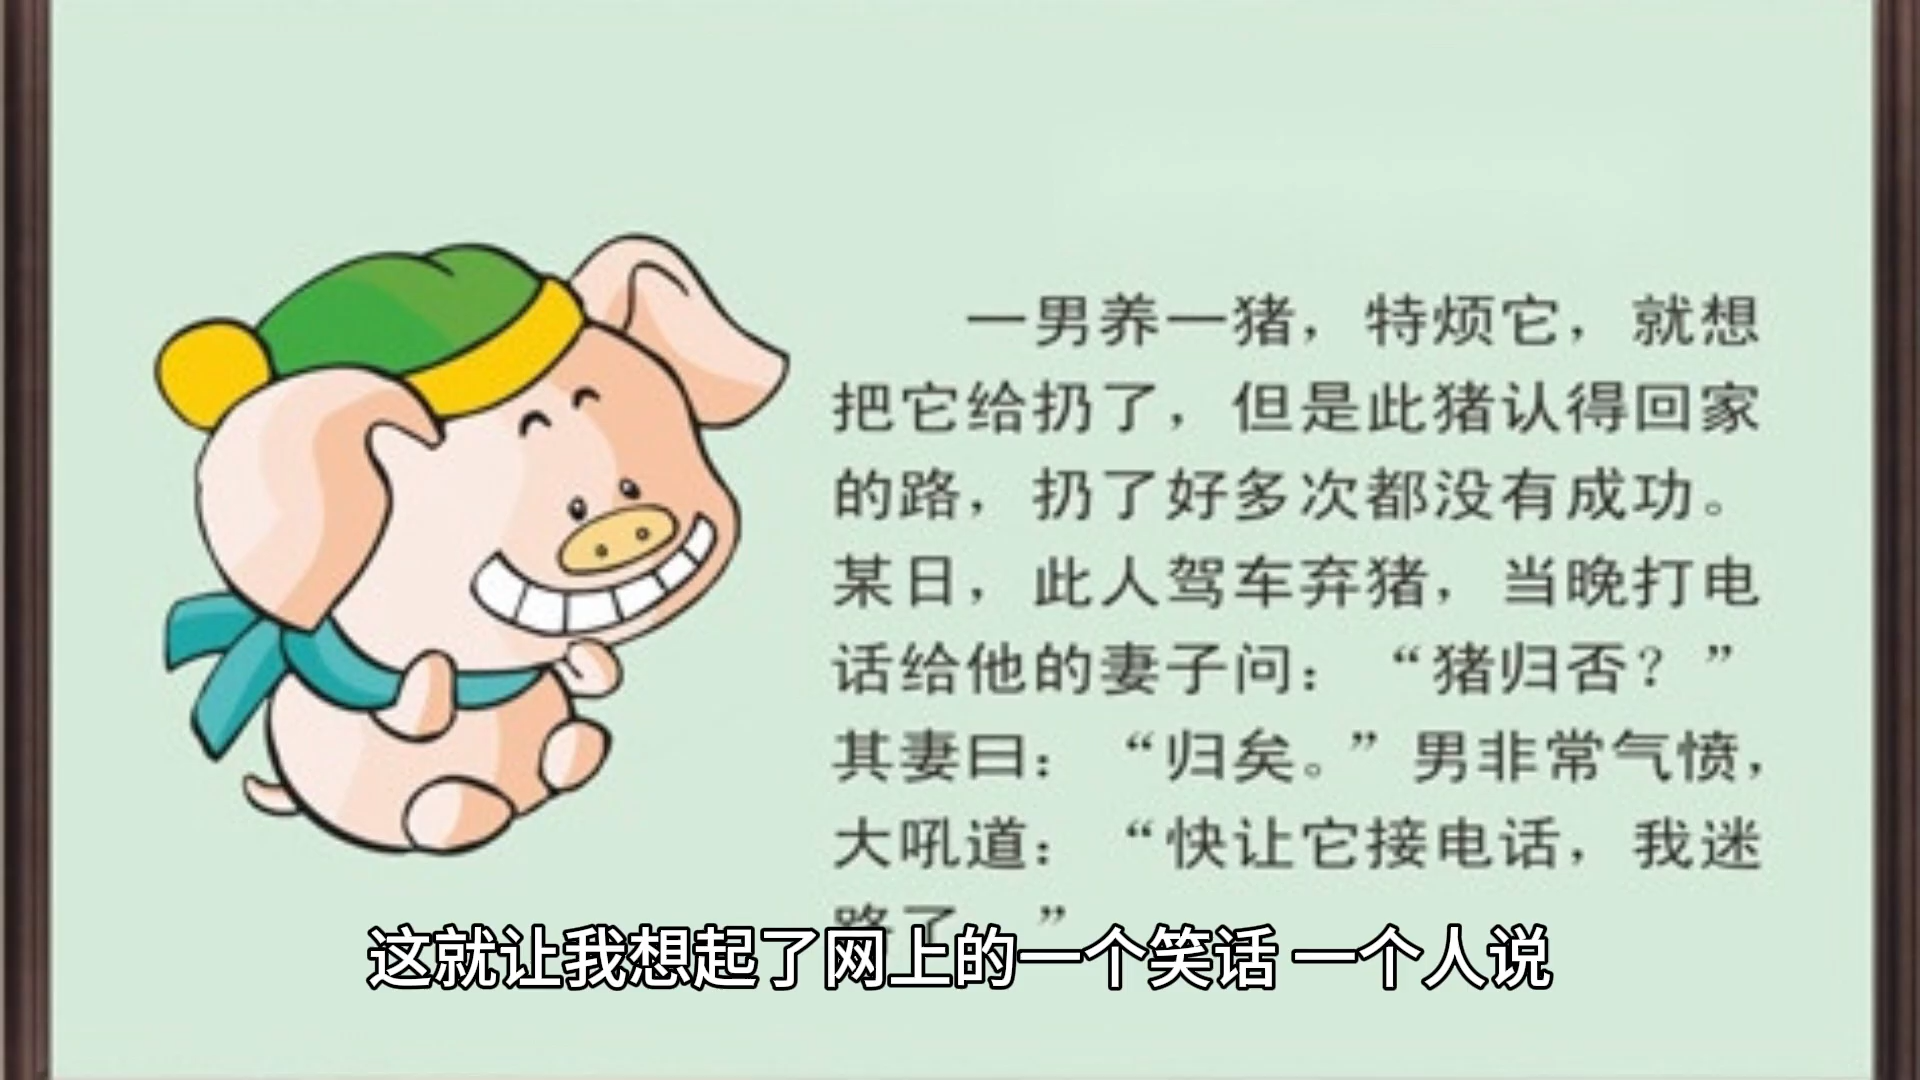 一男养一猪，特烦它，就想
把它给扔了，但是此猪认得回家
的路，扔了好多次都没有成功。
某日，此人驾车弃猪，当晚打电
话给他的妻子问：“猪归否？”
其妻曰：“归矣。”男非常气愤，
大吼道：“快让它接电话，我迷
路了 ”
这就让我想起了网上的一个笑话 一个人说